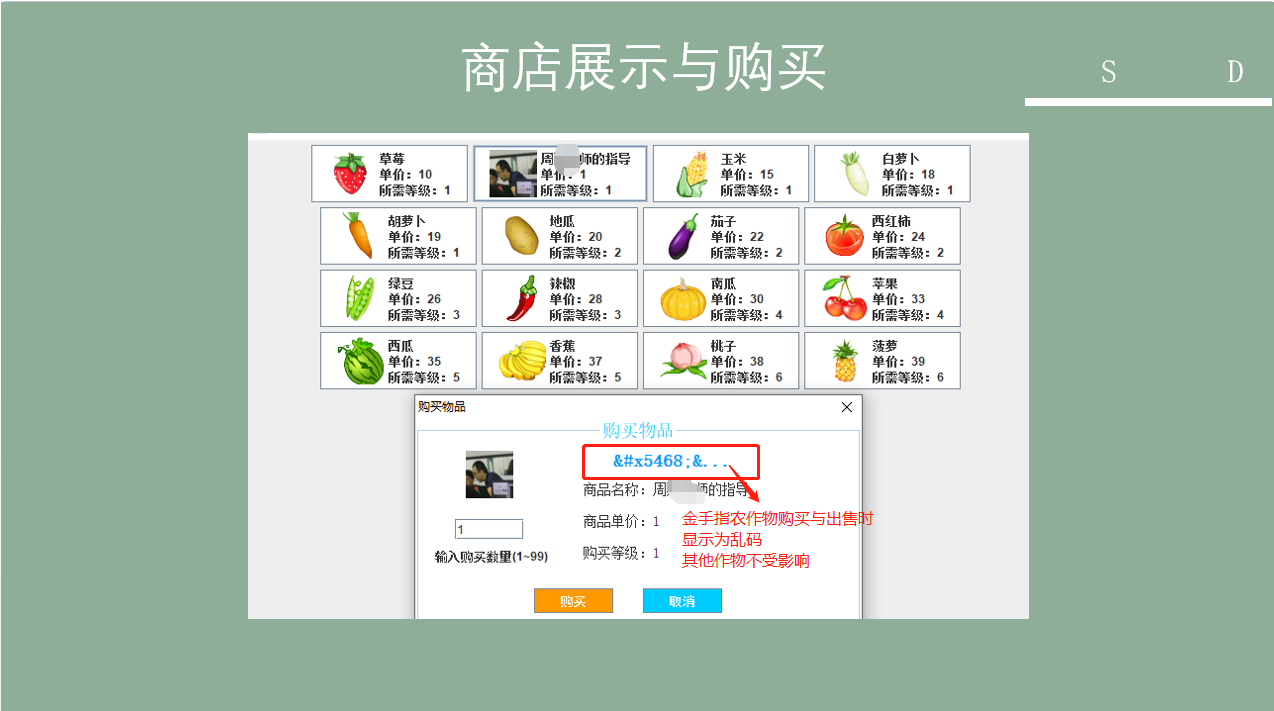 商店展示与购买
S D
草莓
单价：10
所需等级：1
周 师的指导
单价：1
所需等级：1
玉米
单价：15
所需等级：1
白萝卜
单价：18
所需等级：1
胡萝卜
单价：19
所需等级：1
地瓜
单价：20
所需等级：2
茄子
单价：22
所需等级：2
西红柿
单价：24
所需等级：2
绿豆
单价：26
所需等级：3
辣椒
单价：28
所需等级：3
南瓜
单价：30
所需等级：4
苹果
单价：33
所需等级：4
西瓜
单价：35
所需等级：5
香蕉
单价：37
所需等级：5
桃子
单价：38
所需等级：6
菠萝
单价：39
所需等级：6
购买物品
购买物品
&#x5468;&...
商品名称：周 师的指导
商品单价：1
购买等级：1
1
输入购买数量(1~99)
金手指农作物购买与出售时
显示为乱码
其他作物不受影响
购买
取消